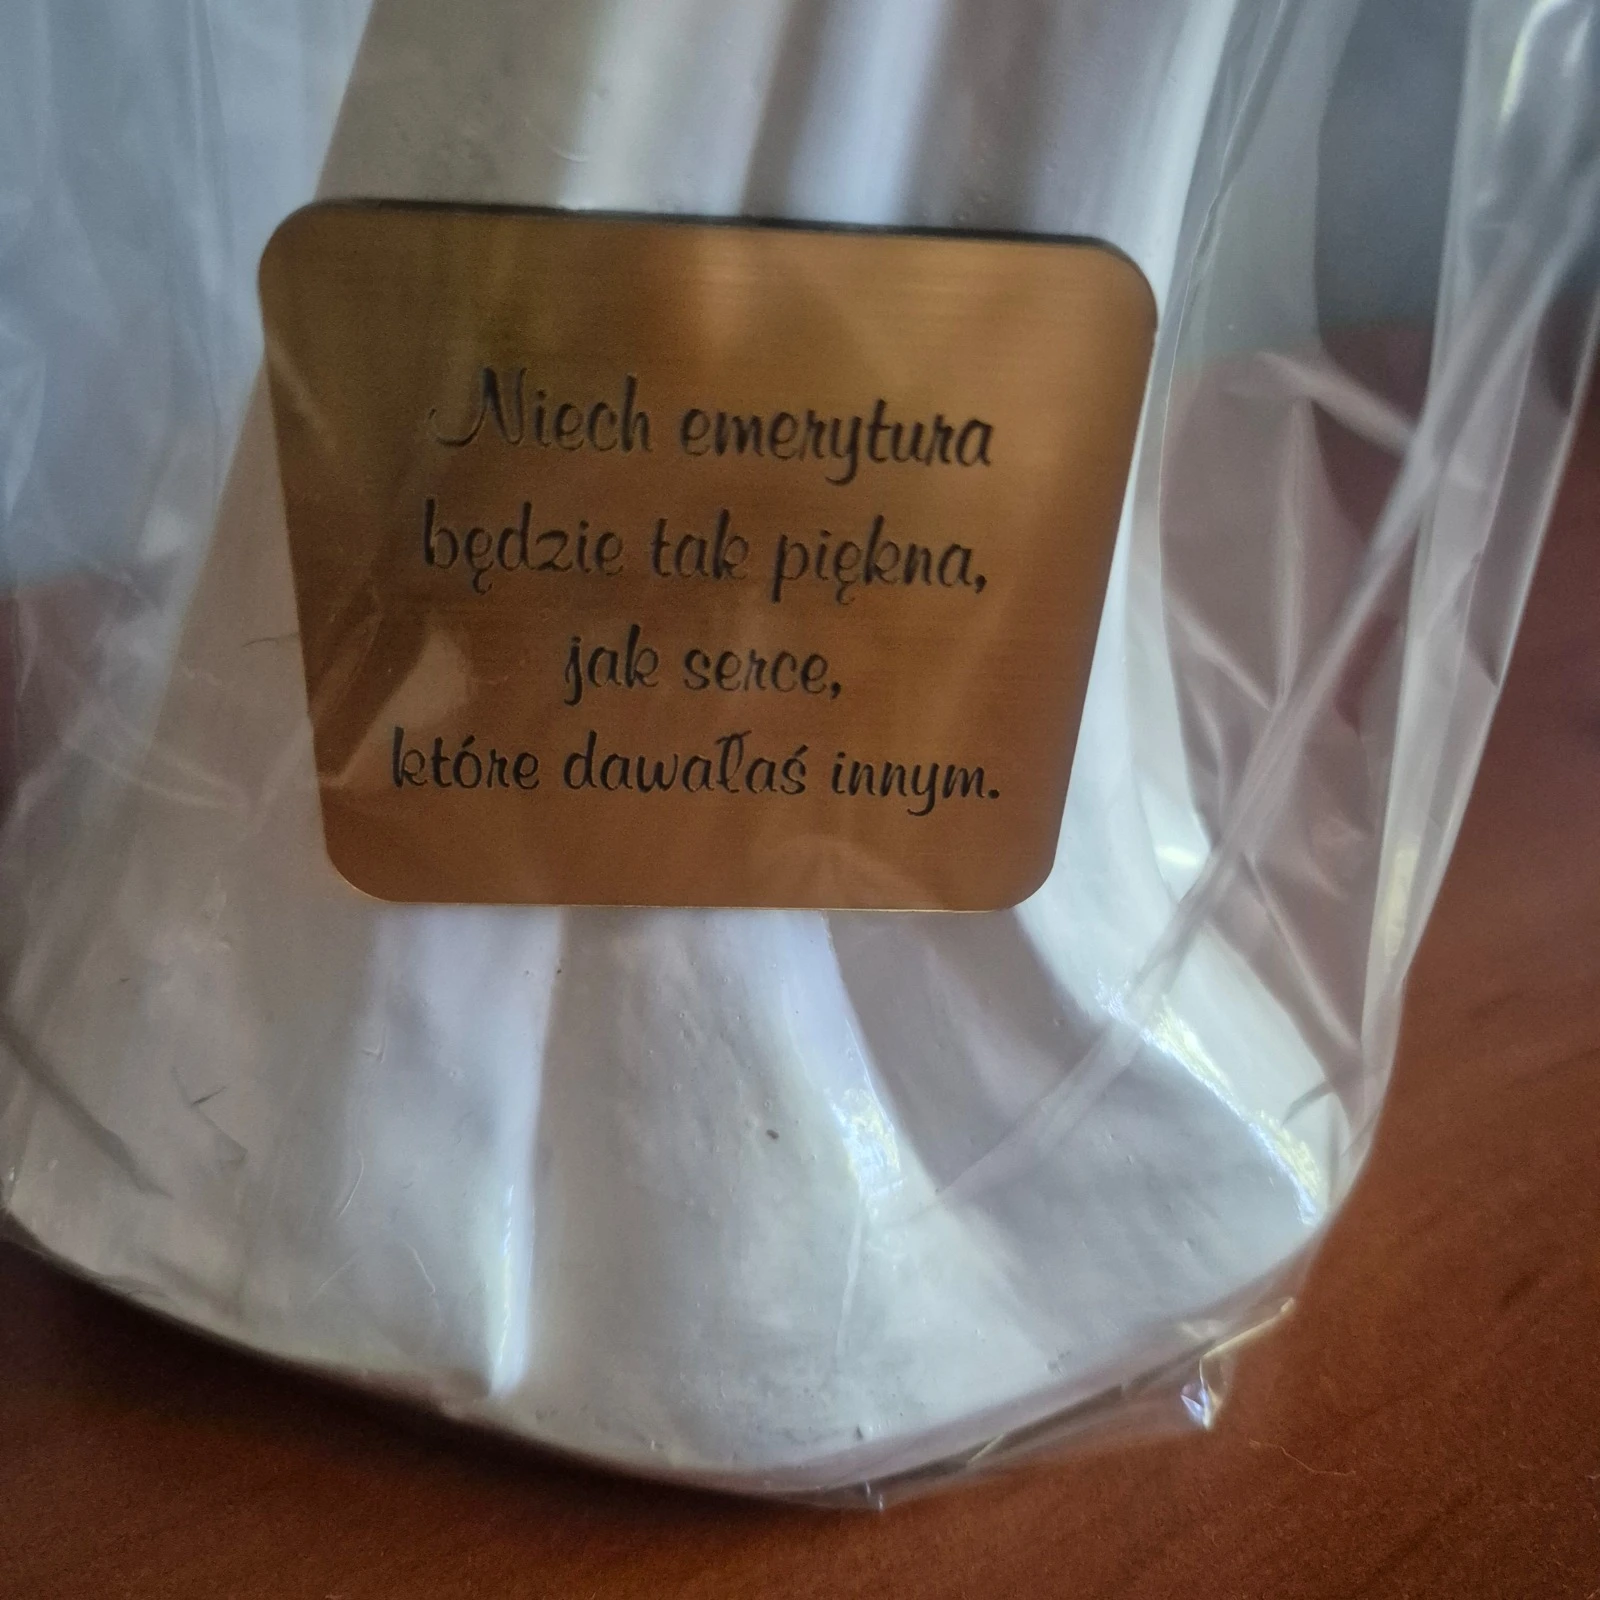 Niech emerytura
będzie tak piękna,
jak serce,
które dawałaś innym.